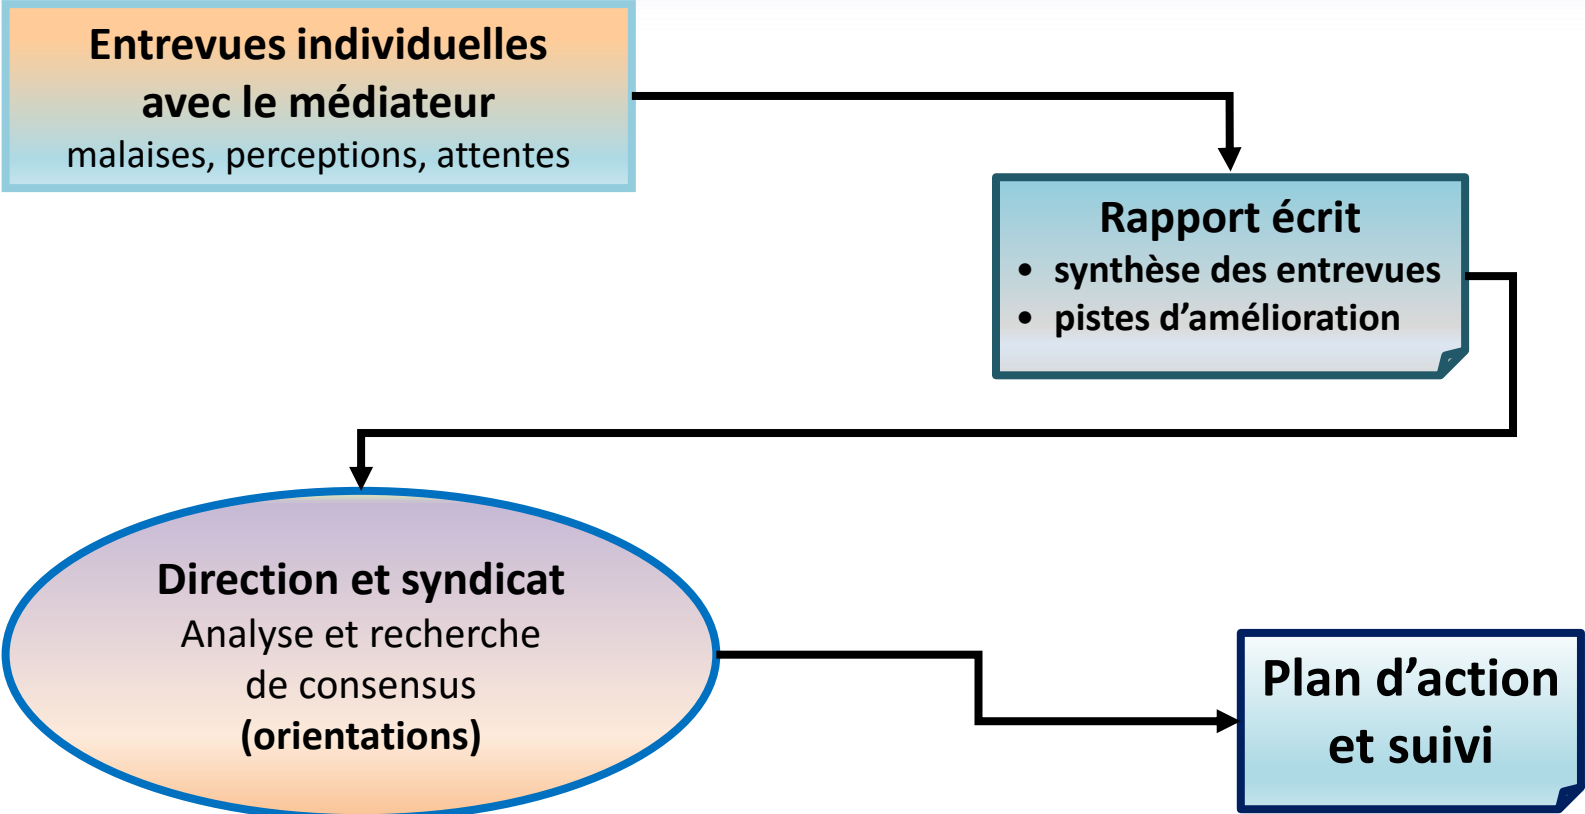 Entrevues individuelles
avec le médiateur
malaises, perceptions, attentes
Rapport écrit
• synthèse des entrevues
• pistes d’amélioration
Direction et syndicat
Analyse et recherche
de consensus
(orientations)
Plan d’action
et suivi